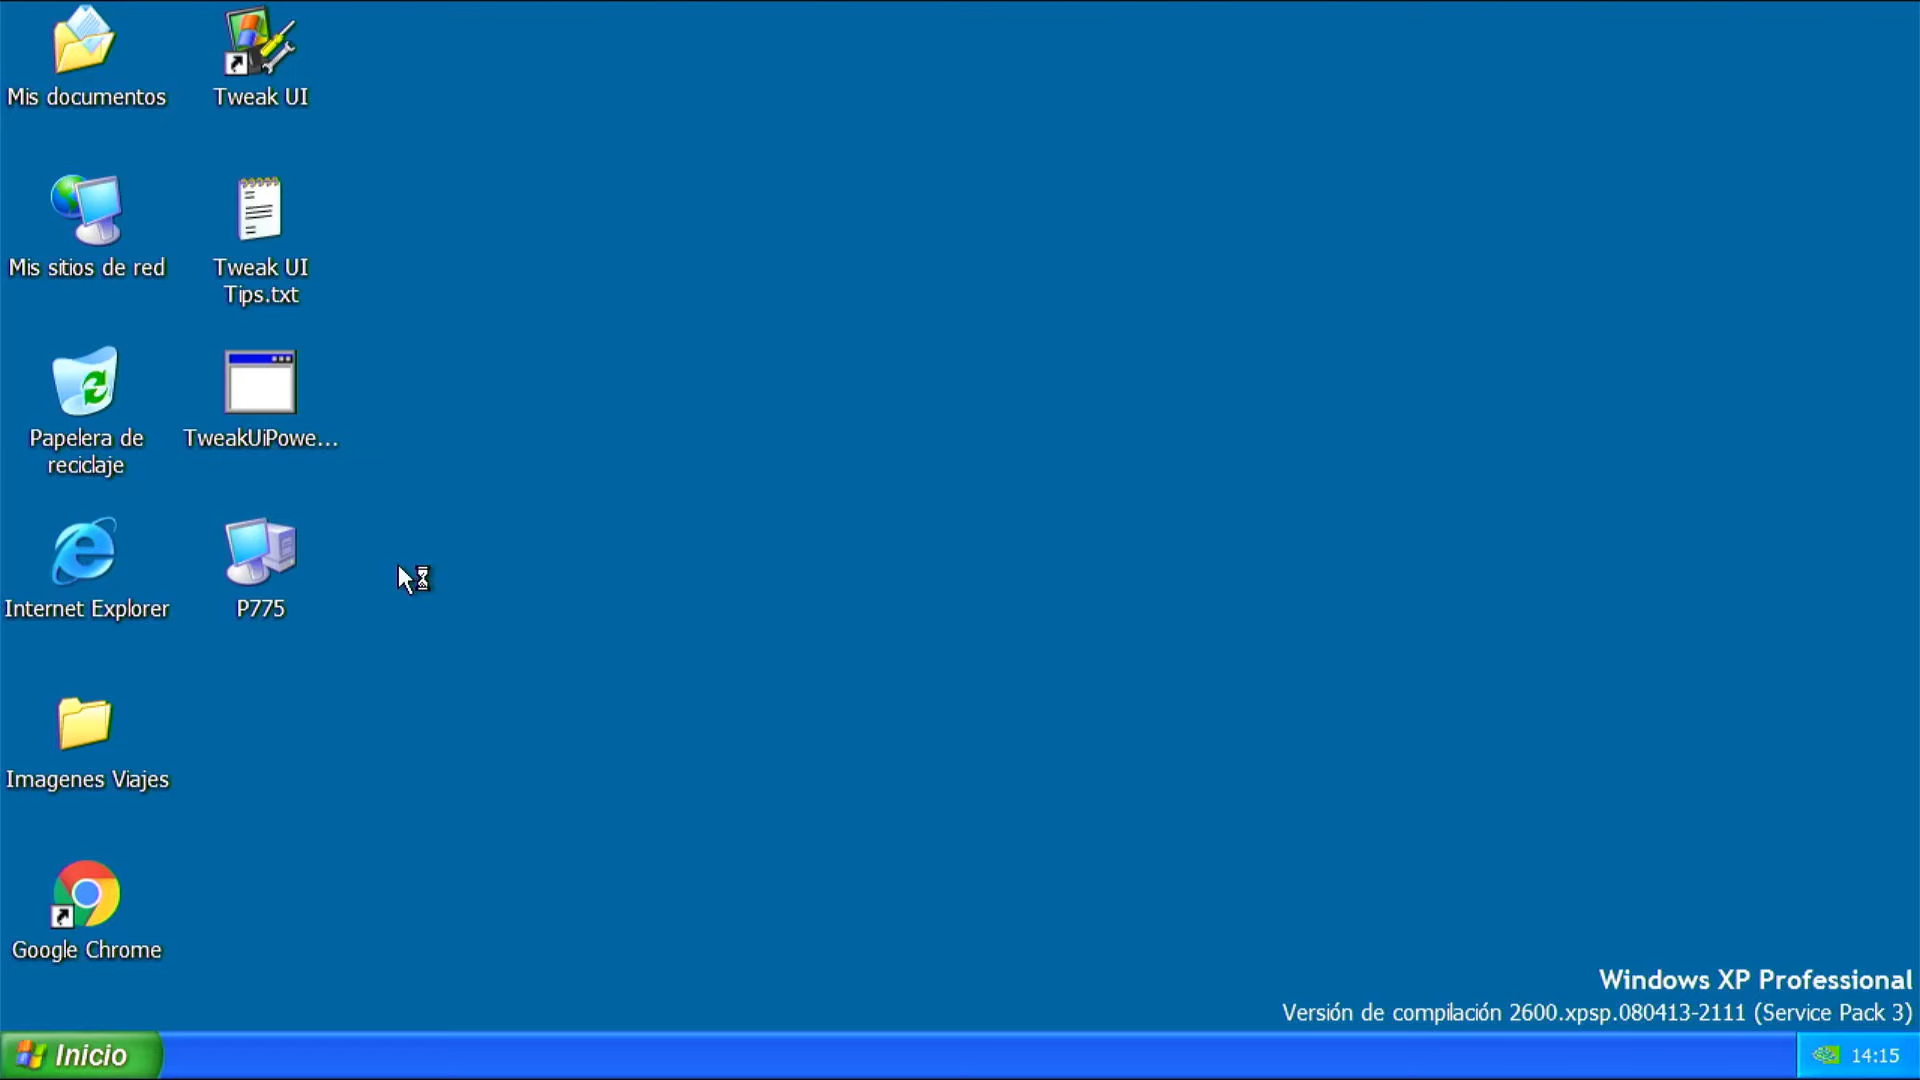 Mis documentos
Tweak UI
Mis sitios de red
Tweak UI
Tips.txt
Papelera de
reciclaje
TweakUiPowe...
Internet Explorer
P775
Imagenes Viajes
Google Chrome
Windows XP Professional
Versión de compilación 2600.xpsp.080413-2111 (Service Pack 3)
Inicio
14:15